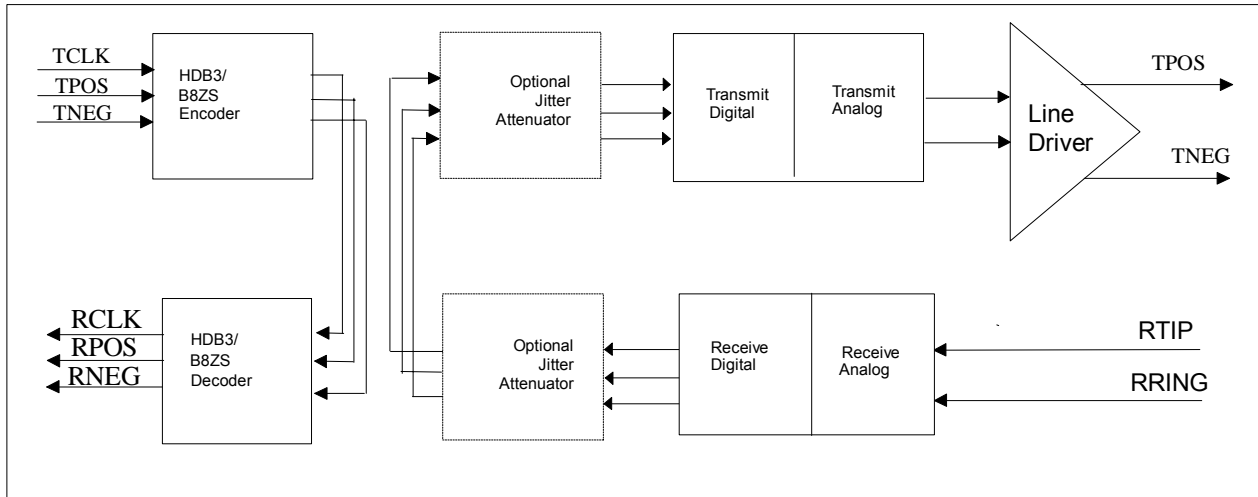 TCLK
TPOS
TNEG
HDB3/
B8ZS
Encoder
Optional
Jitter
Attenuator
Transmit
Digital
Transmit
Analog
Line
Driver
TPOS
TNEG
RCLK
RPOS
RNEG
HDB3/
B8ZS
Decoder
Optional
Jitter
Attenuator
Receive
Digital
Receive
Analog
RTIP
RRING